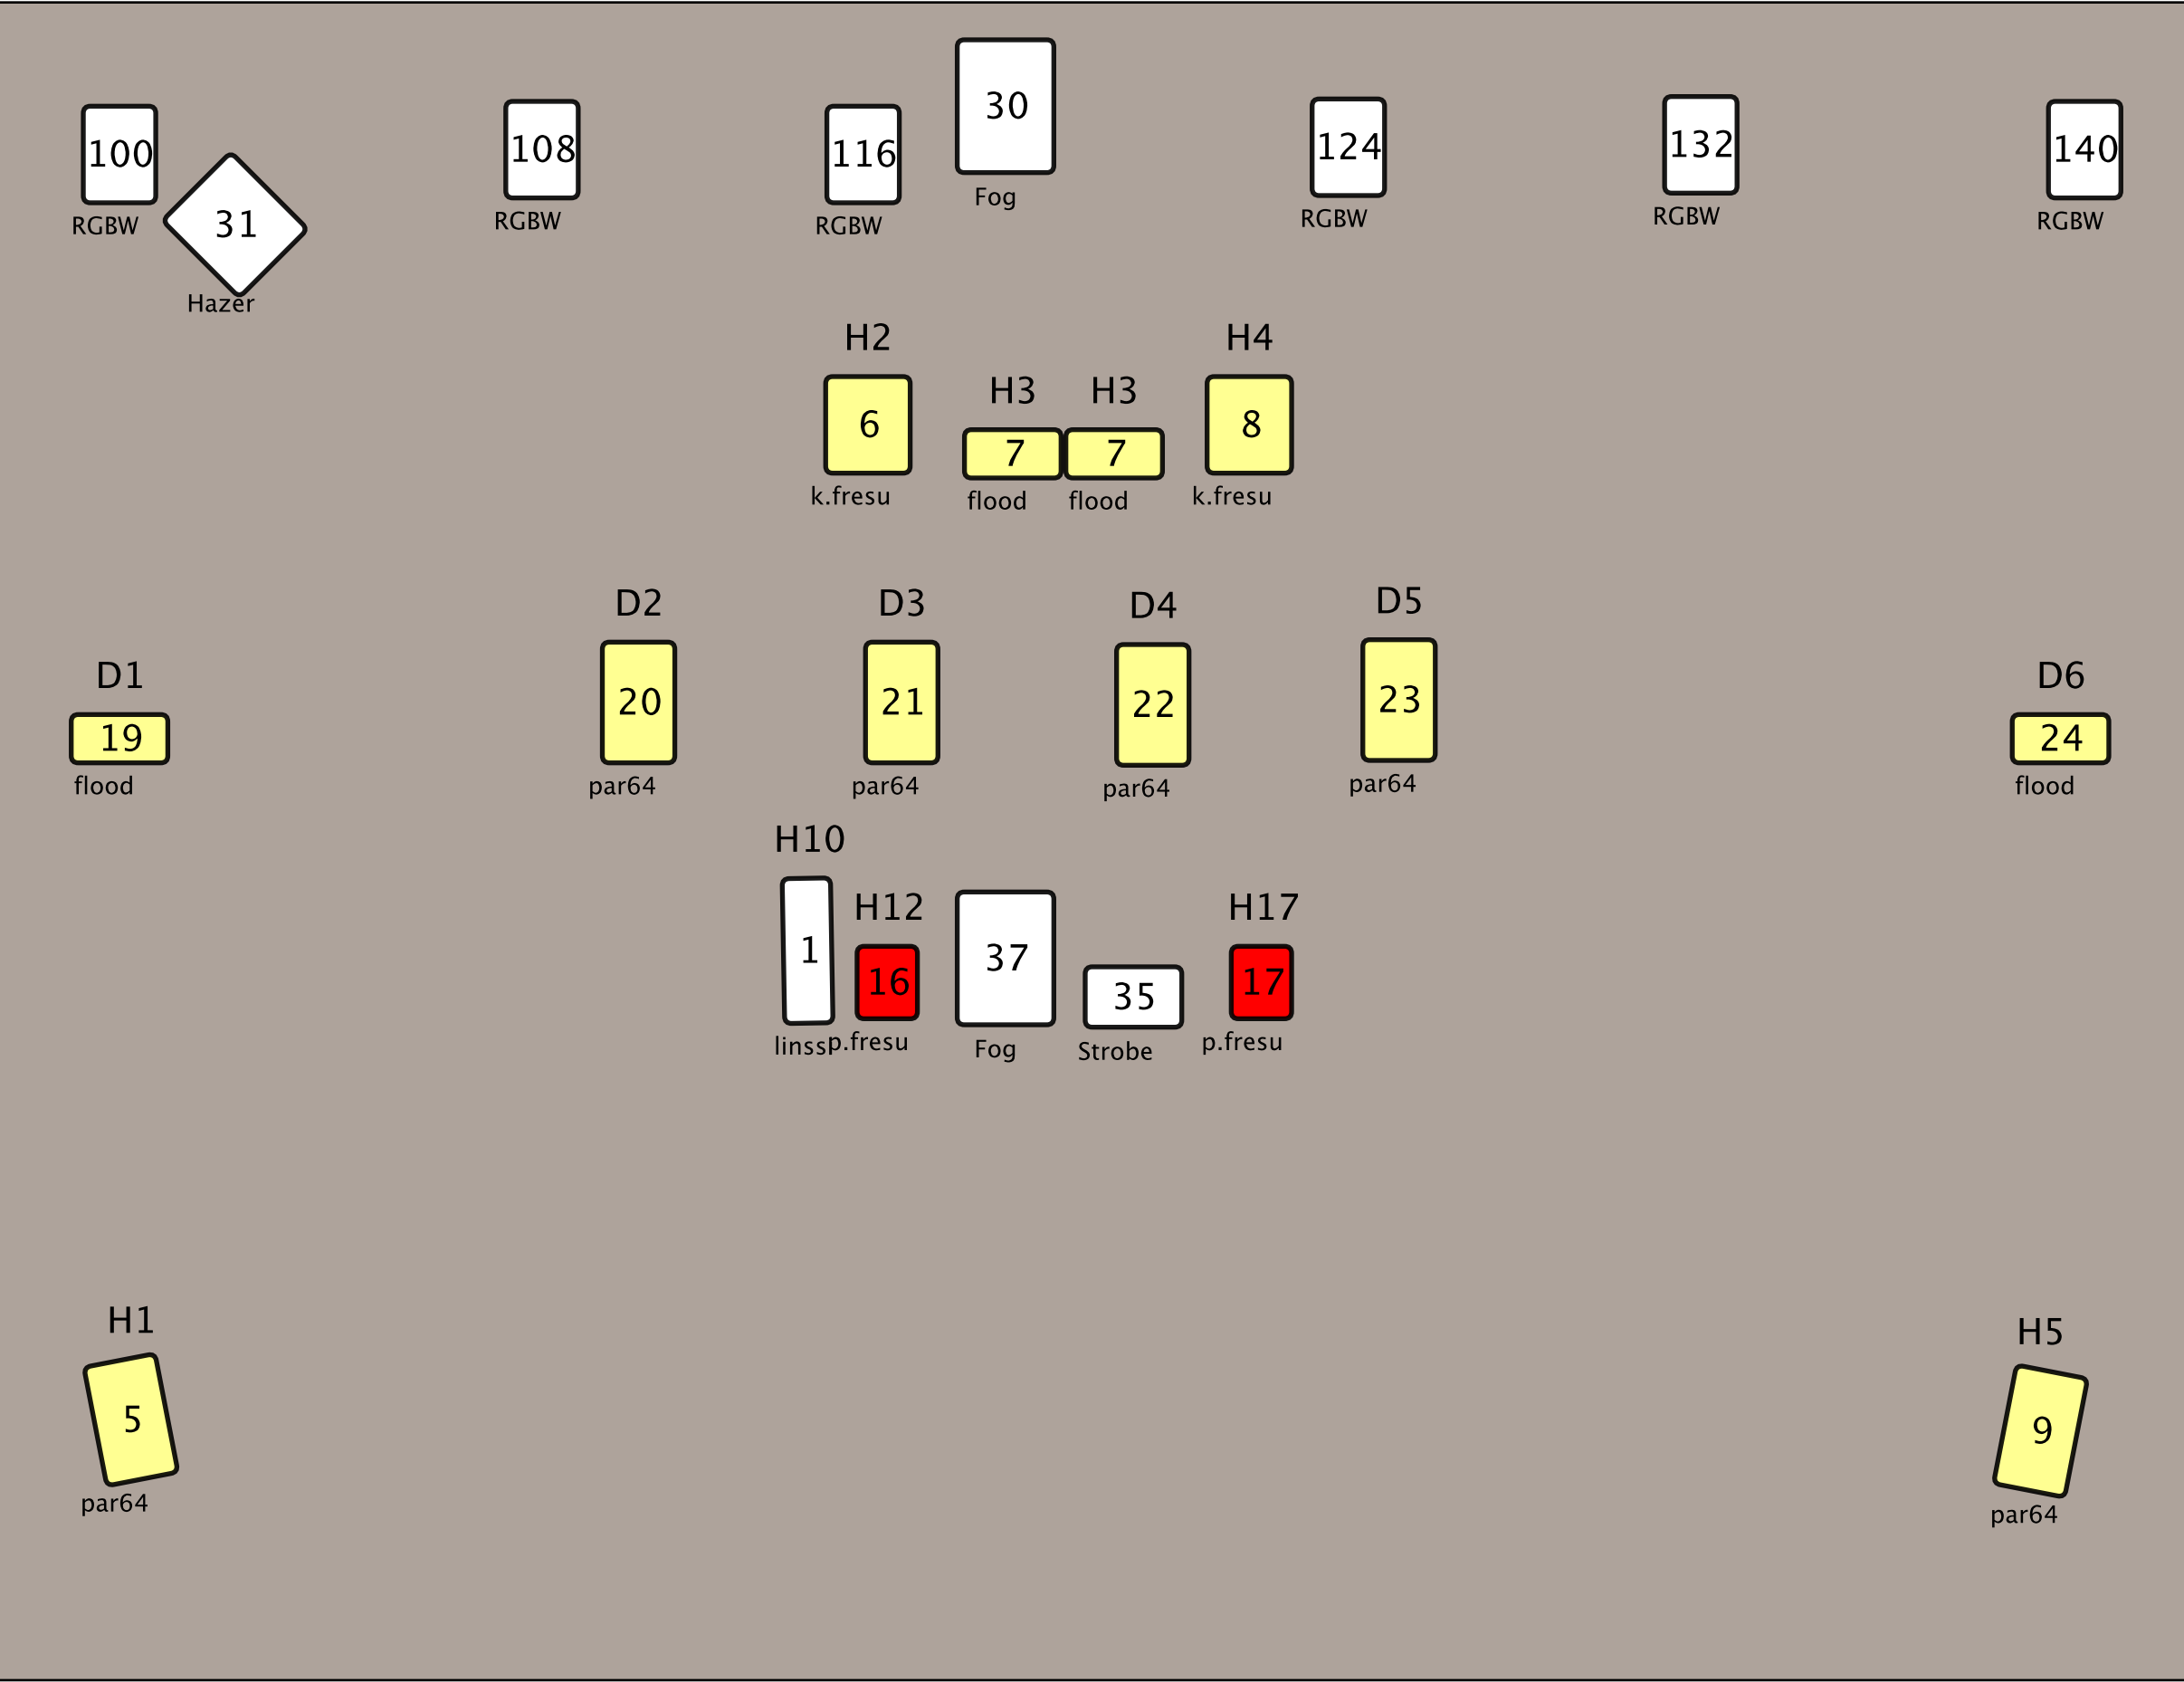 30
100
108
116
124
132
140
Fog
31
RGBW
RGBW
RGBW
RGBW
RGBW
RGBW
Hazer
H2
H4
H3
H3
6
7
7
8
k.fresu
flood
flood
k.fresu
D2
D3
D4
D5
D1
D6
20
21
22
23
19
24
flood
par64
par64
par64
par64
flood
H10
H12
H17
1
16
37
35
17
linssi
p.fresu
Fog
Strobe
p.fresu
H1
H5
5
9
par64
par64